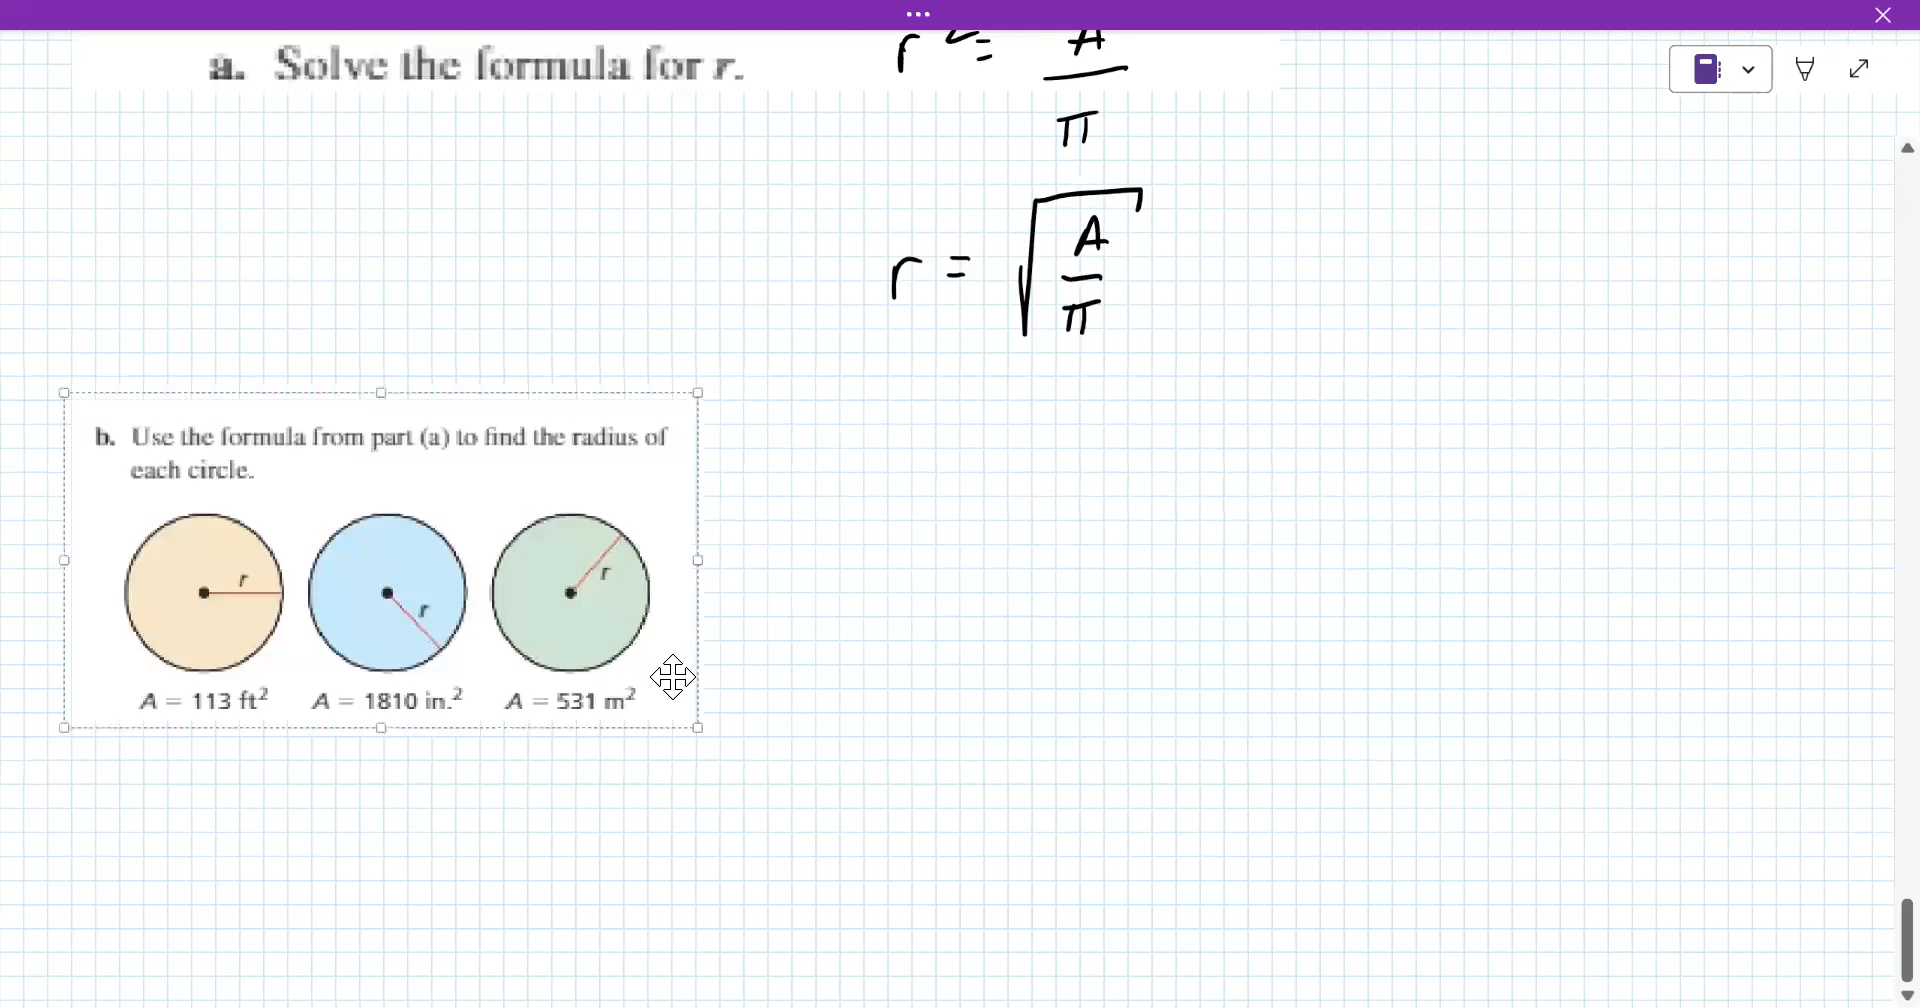 a. Solve the formula for r.
r² = A
π
r = √ A
π
b. Use the formula from part (a) to find the radius of
each circle.
r r r
A = 113 ft² A = 1810 in.² A = 531 m²